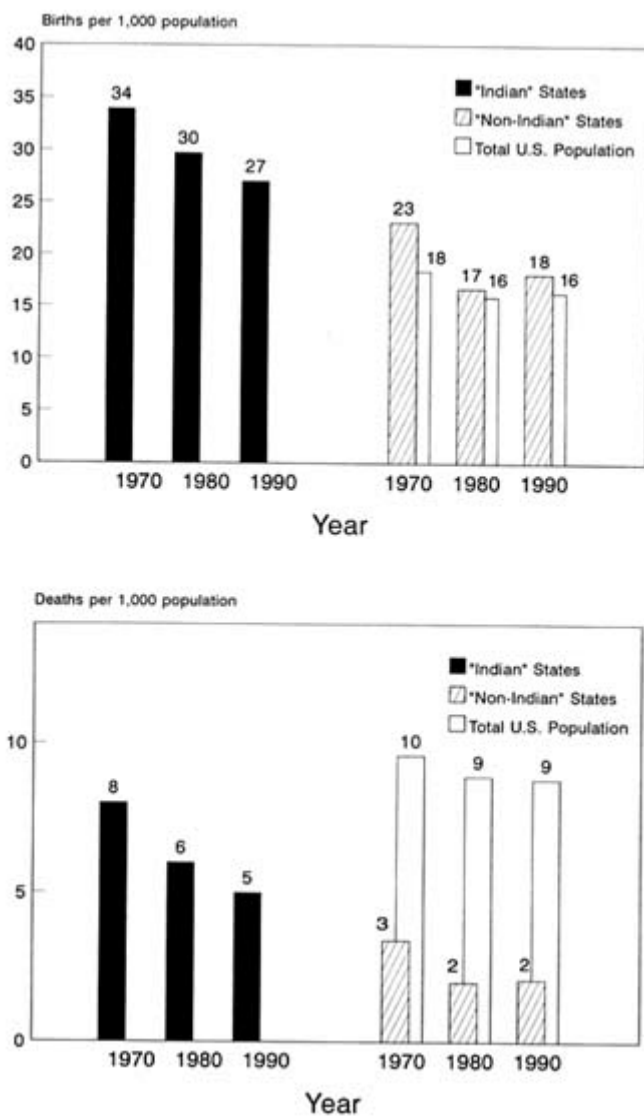 Births per 1,000 population
40
35
30
25
20
15
10
5
0
34
30
27
23
18
17
16
18
16
"Indian" States
"Non-Indian" States
Total U.S. Population
1970 1980 1990 1970 1980 1990
Year
Deaths per 1,000 population
10
5
0
8
6
5
3
10
2
9
2
9
"Indian" States
"Non-Indian" States
Total U.S. Population
1970 1980 1990 1970 1980 1990
Year